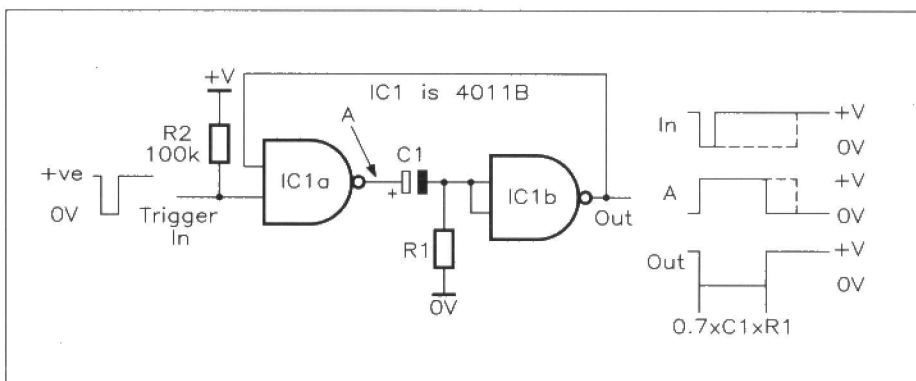 +V
IC1 is 4011B
R2
100k
A
C1
+
IC1a
IC1b
+ve
0V
Trigger
In
R1
0V
Out
In
+V
0V
A
+V
0V
Out
+V
0V
0.7xC1xR1